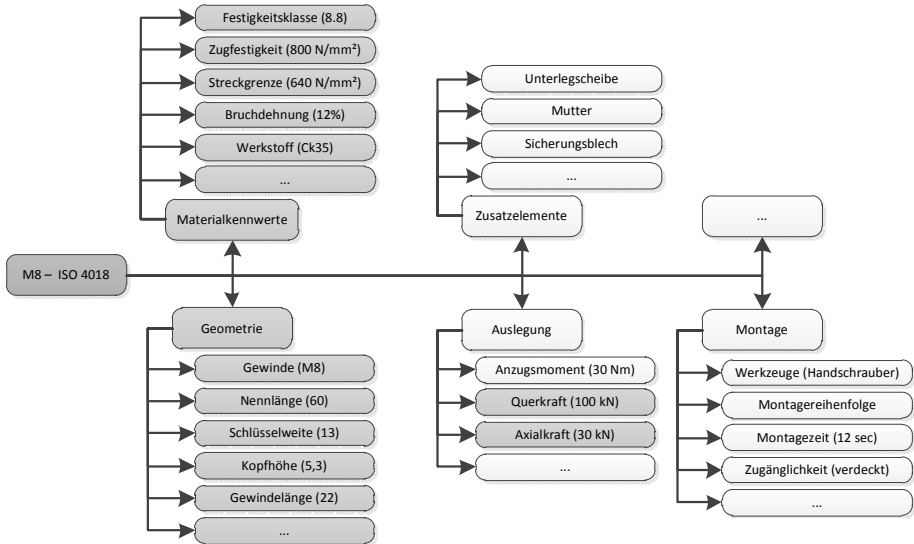 Festigkeitsklasse (8.8)
Zugfestigkeit (800 N/mm²)
Streckgrenze (640 N/mm²)
Bruchdehnung (12%)
Werkstoff (Ck35)
...
Materialkennwerte
Unterlegscheibe
Mutter
Sicherungsblech
...
Zusatzelemente
...
M8 – ISO 4018
Geometrie
Gewinde (M8)
Nennlänge (60)
Schlüsselweite (13)
Kopfhöhe (5,3)
Gewindelänge (22)
...
Auslegung
Anzugsmoment (30 Nm)
Querkraft (100 kN)
Axialkraft (30 kN)
...
Montage
Werkzeuge (Handschrauber)
Montagereihenfolge
Montagezeit (12 sec)
Zugänglichkeit (verdeckt)
...